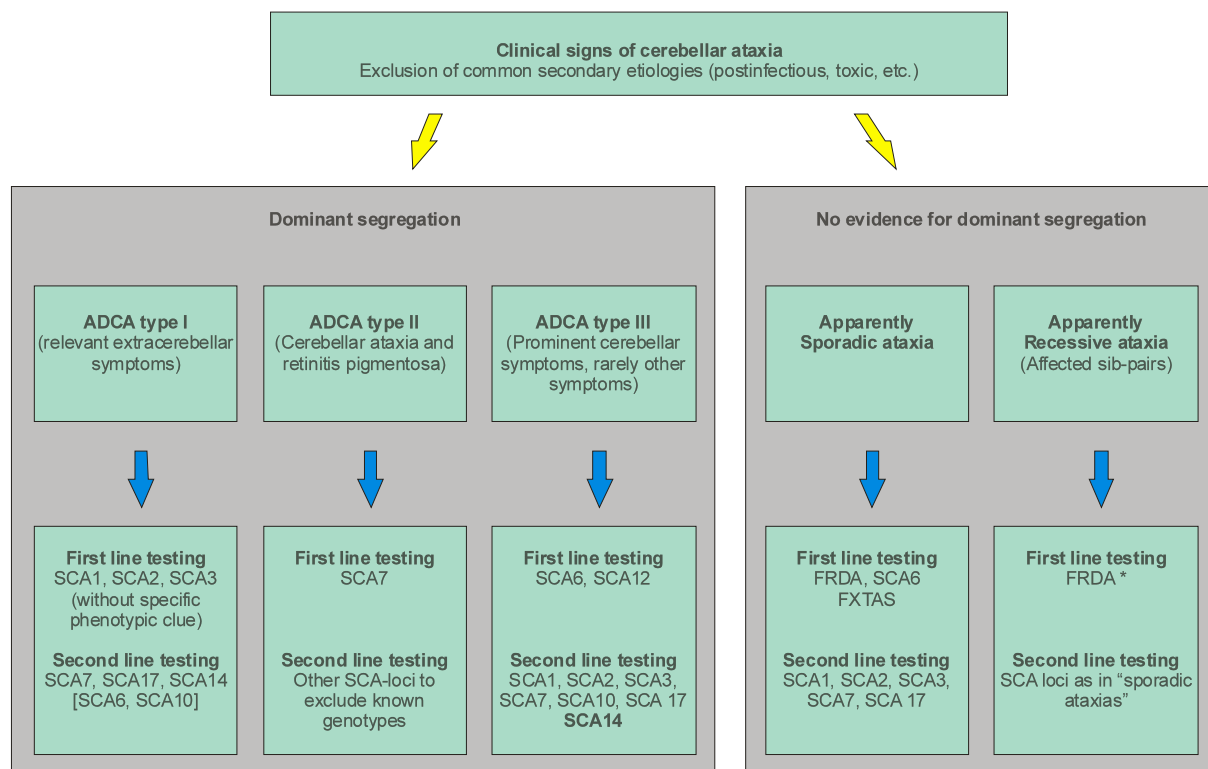 Clinical signs of cerebellar ataxia
Exclusion of common secondary etiologies (postinfectious, toxic, etc.)
Dominant segregation
ADCA type I
(relevant extracerebellar
symptoms)
ADCA type II
(Cerebellar ataxia and
retinitis pigmentosa)
ADCA type III
(Prominent cerebellar
symptoms, rarely other
symptoms)
First line testing
SCA1, SCA2, SCA3
(without specific
phenotypic clue)
Second line testing
SCA7, SCA17, SCA14
[SCA6, SCA10]
First line testing
SCA7
Second line testing
Other SCA-loci to
exclude known
genotypes
First line testing
SCA6, SCA12
Second line testing
SCA1, SCA2, SCA3,
SCA7, SCA10, SCA 17
SCA14
No evidence for dominant segregation
Apparently
Sporadic ataxia
Apparently
Recessive ataxia
(Affected sib-pairs)
First line testing
FRDA, SCA6
FXTAS
Second line testing
SCA1, SCA2, SCA3,
SCA7, SCA 17
First line testing
FRDA *
Second line testing
SCA loci as in “sporadic
ataxias”